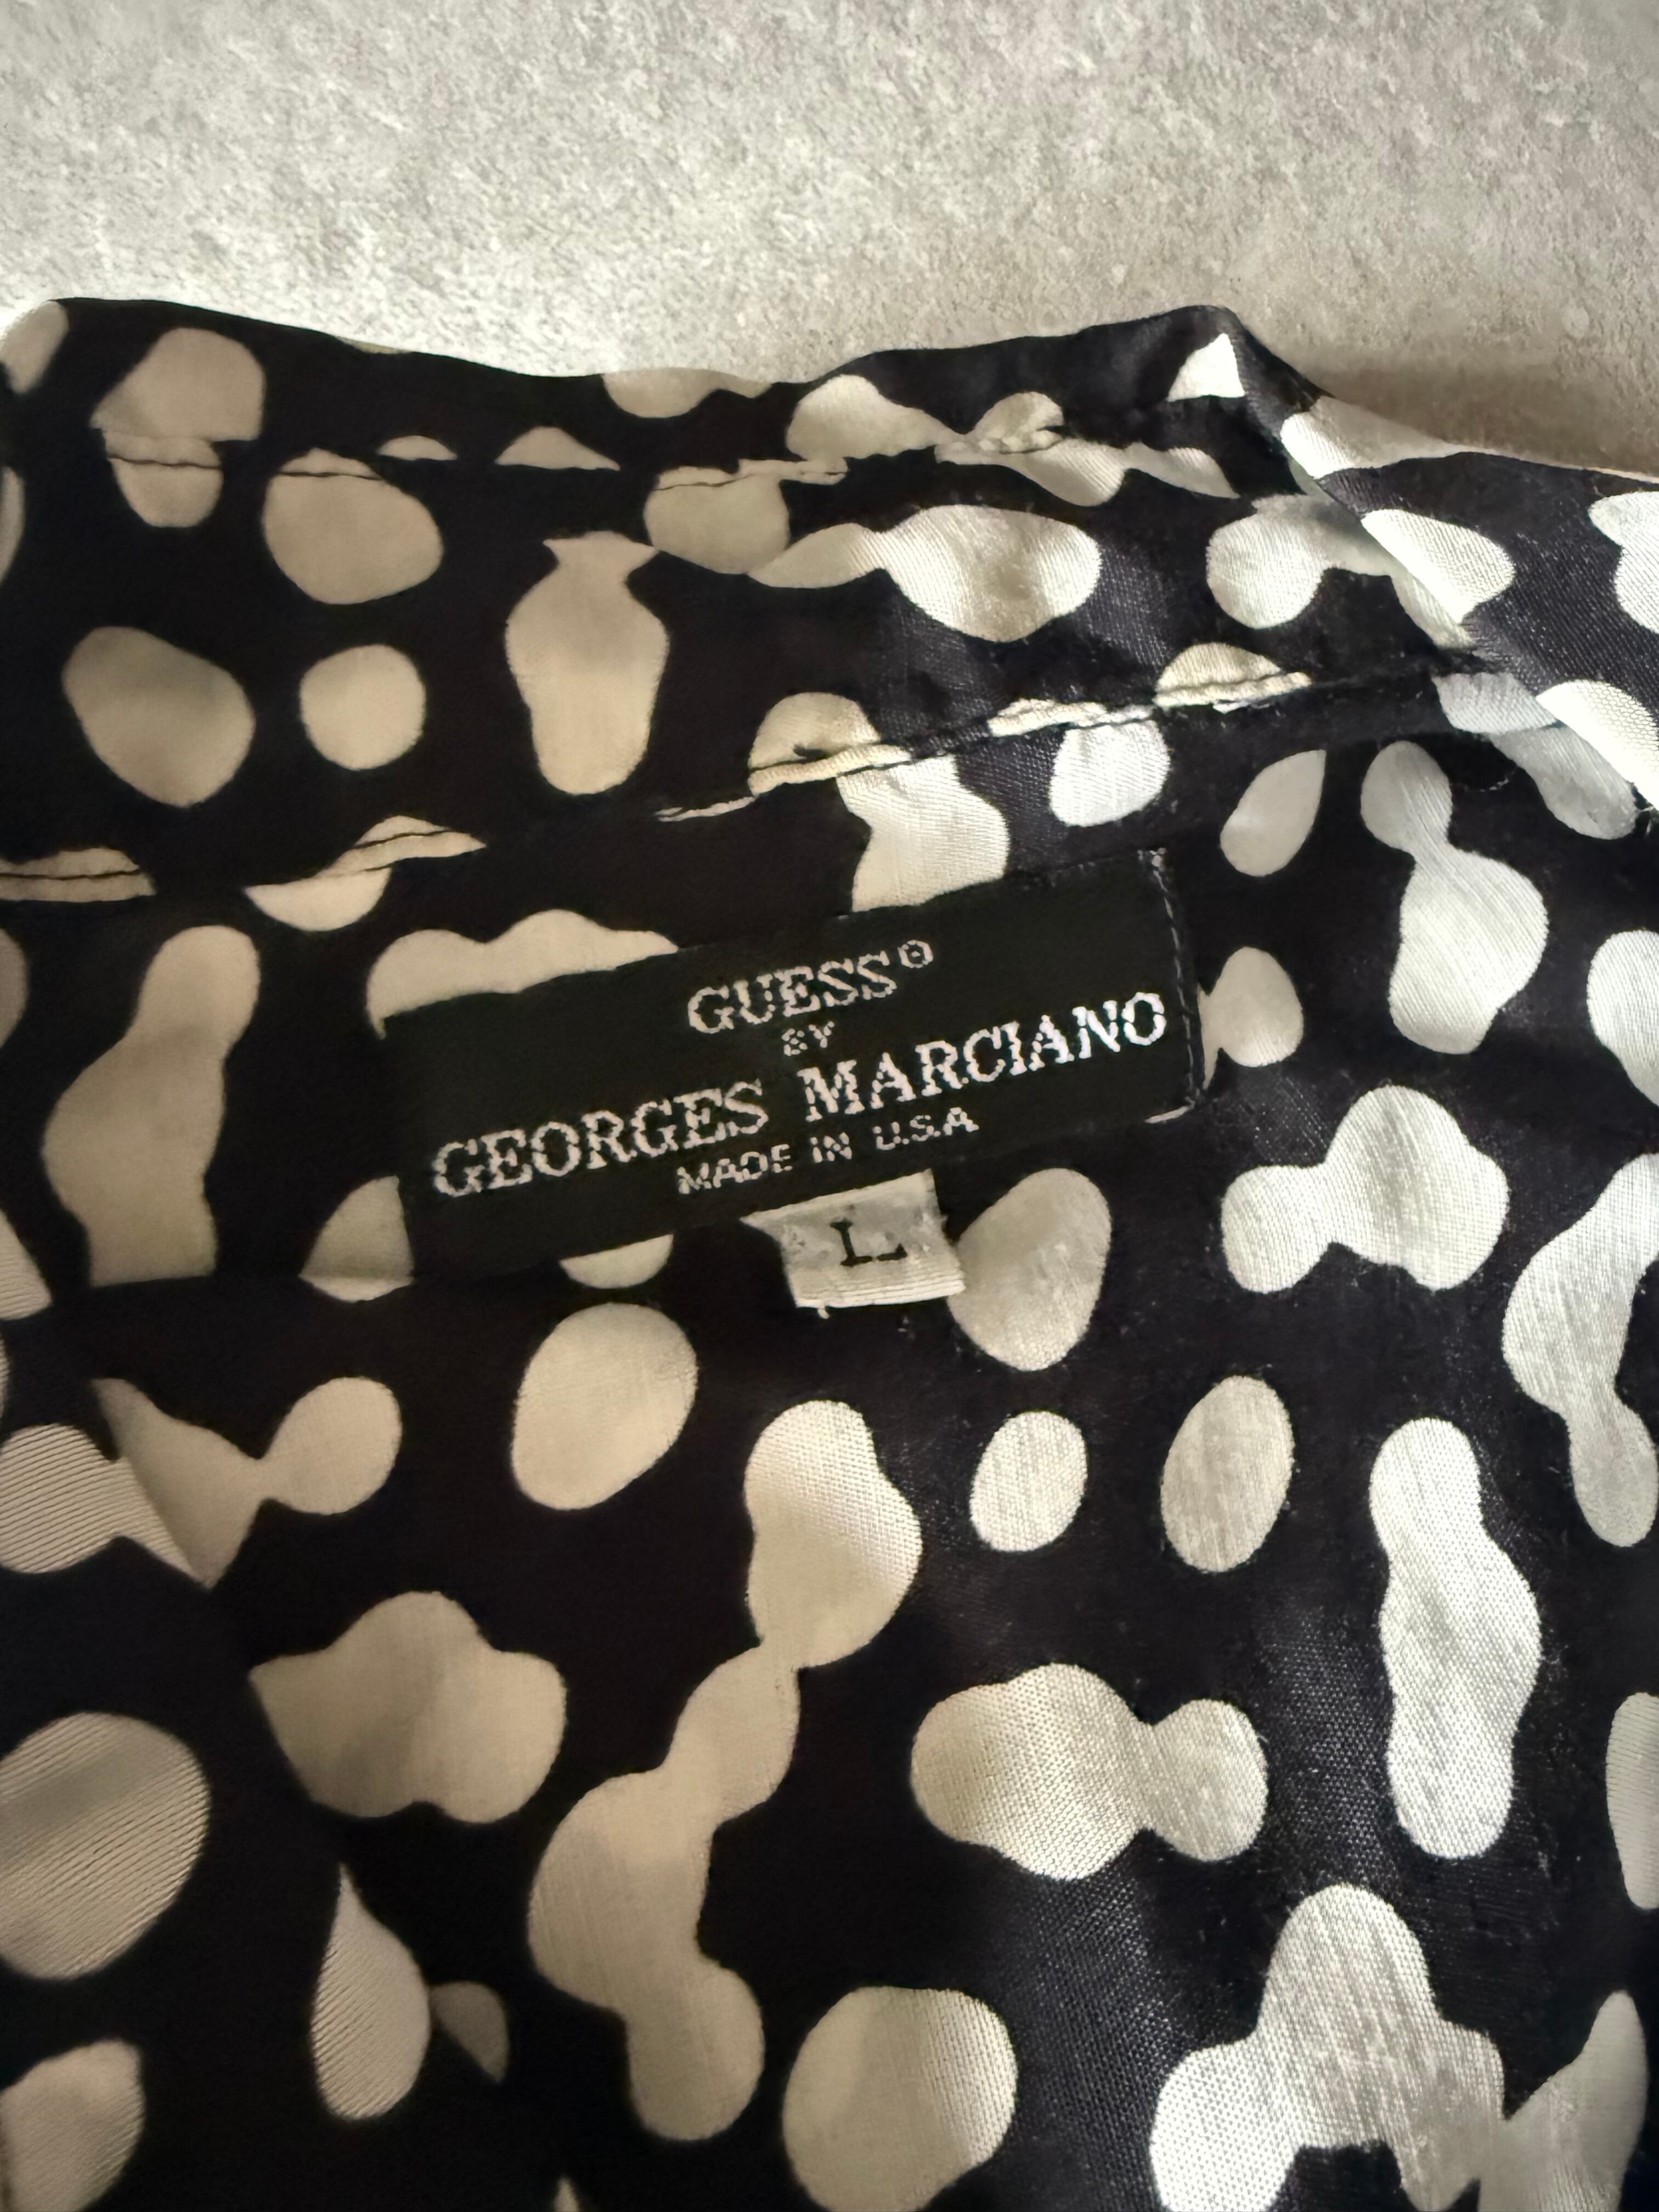 GUESS®
BY
GEORGES MARCIANO
MADE IN U.S.A
L